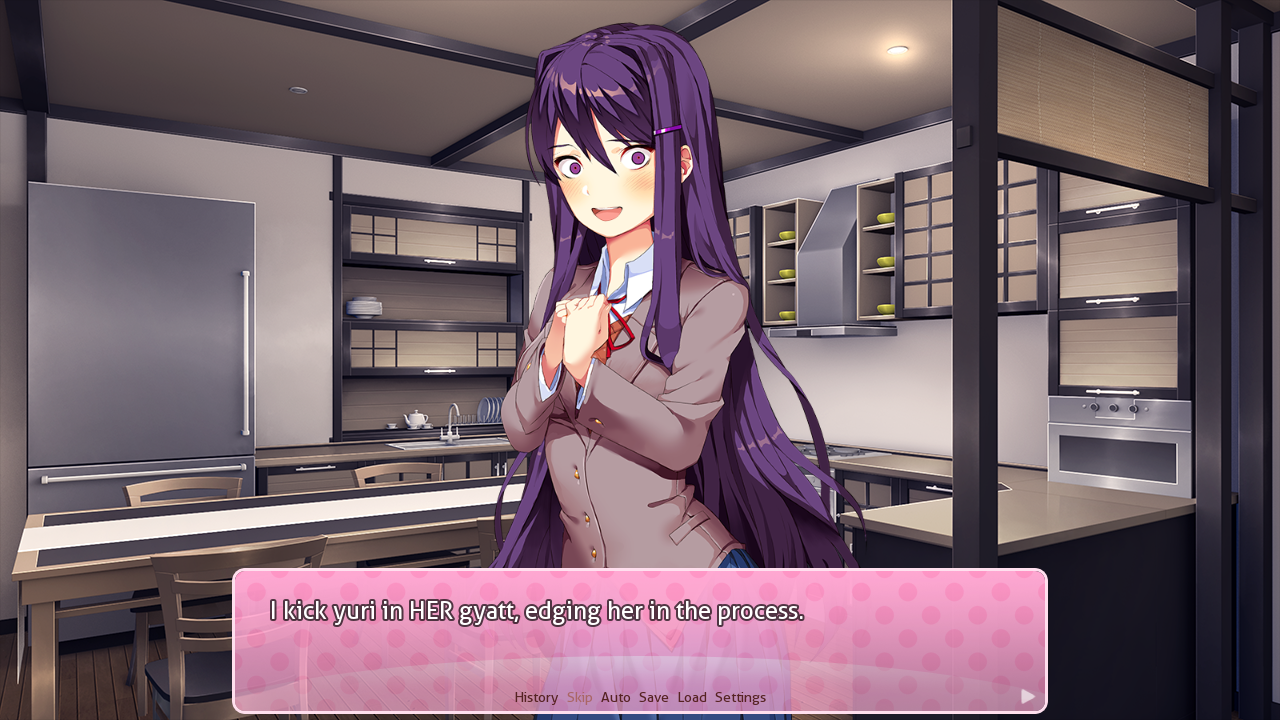 I kick yuri in HER gyatt, edging her in the process.
History Skip Auto Save Load Settings